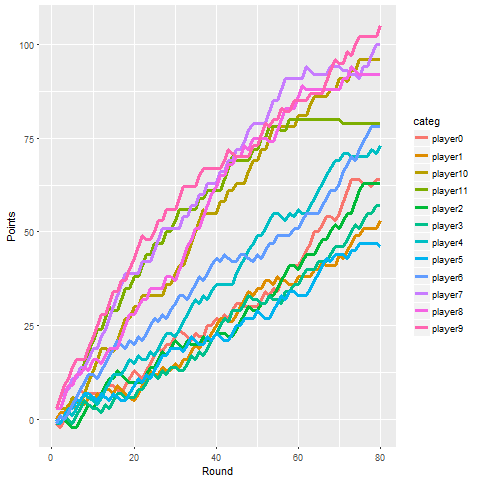 100
75
50
25
0
Points
0
20
40
60
80
Round
categ
player0
player1
player10
player11
player2
player3
player4
player5
player6
player7
player8
player9